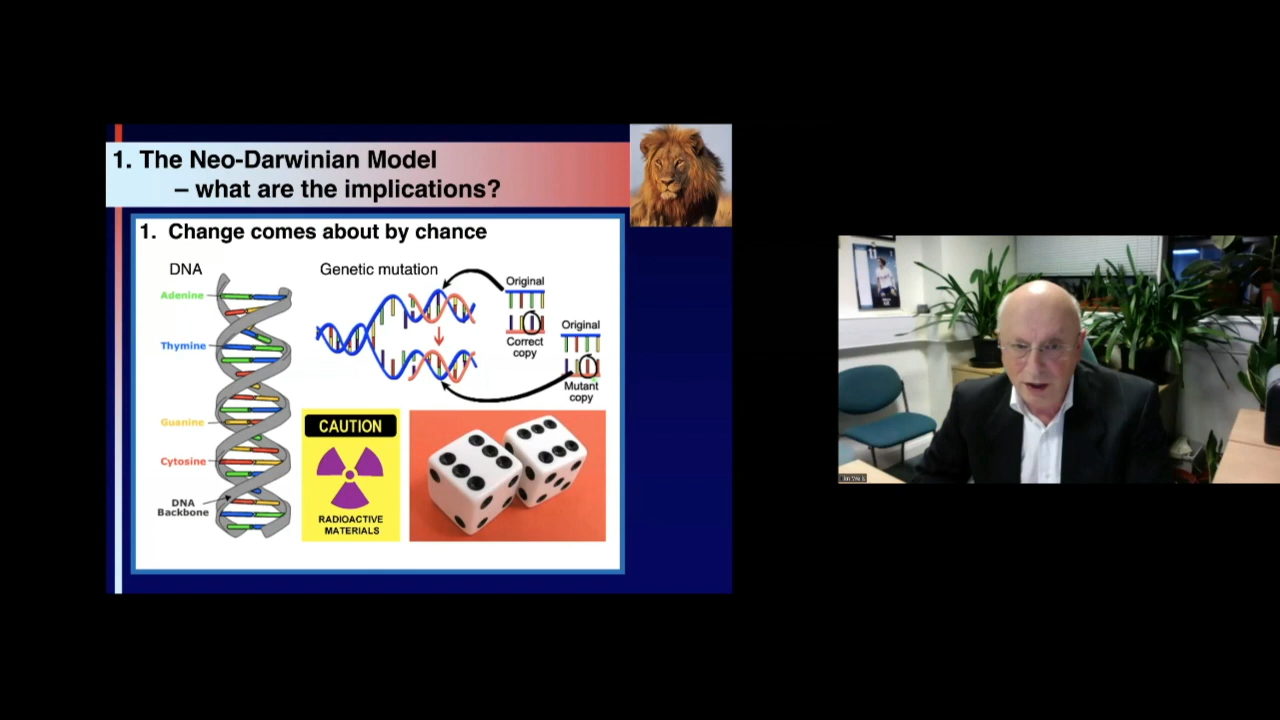 1. The Neo-Darwinian Model
– what are the implications?
1. Change comes about by chance
DNA
Adenine
Thymine
Guanine
Cytosine
DNA
Backbone
Genetic mutation
Original
Correct
copy
Original
Mutant
copy
CAUTION
RADIOACTIVE
MATERIALS
11